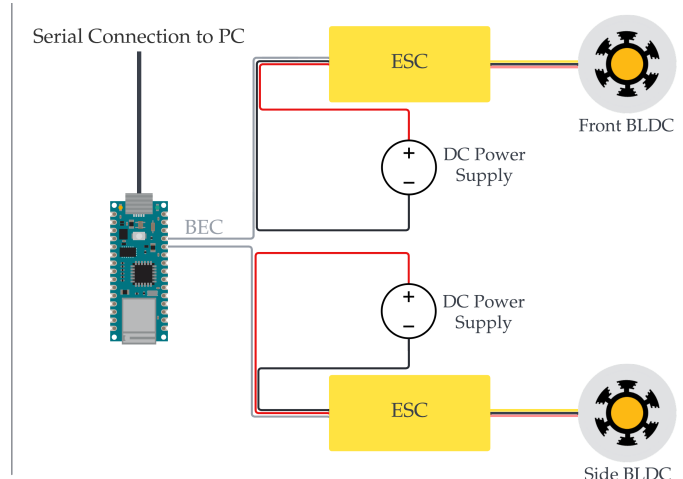 Serial Connection to PC
ESC
Front BLDC
+
DC Power
Supply
−
BEC
+
DC Power
Supply
−
ESC
Side BLDC